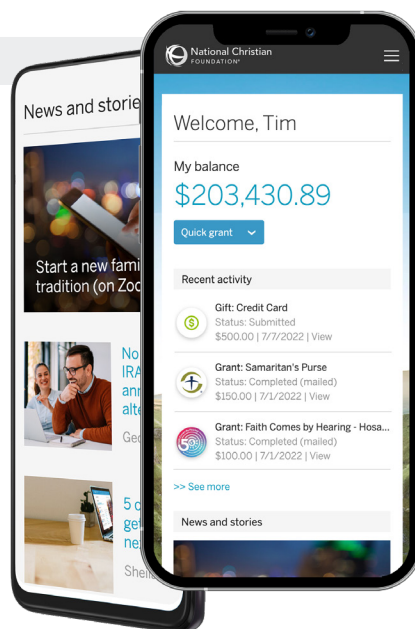 National Christian
FOUNDATION®
Welcome, Tim
My balance
$203,430.89
Quick grant
Recent activity
Gift: Credit Card
Status: Submitted
$500.00 | 7/7/2022 | View
Grant: Samaritan's Purse
Status: Completed (mailed)
$150.00 | 7/1/2022 | View
Grant: Faith Comes by Hearing - Hosa...
Status: Completed (mailed)
$100.00 | 7/1/2022 | View
>> See more
News and stories
News and storie
Start a new fami
tradition (on Zoo
No
IRA
ann
alte
5
get
ne